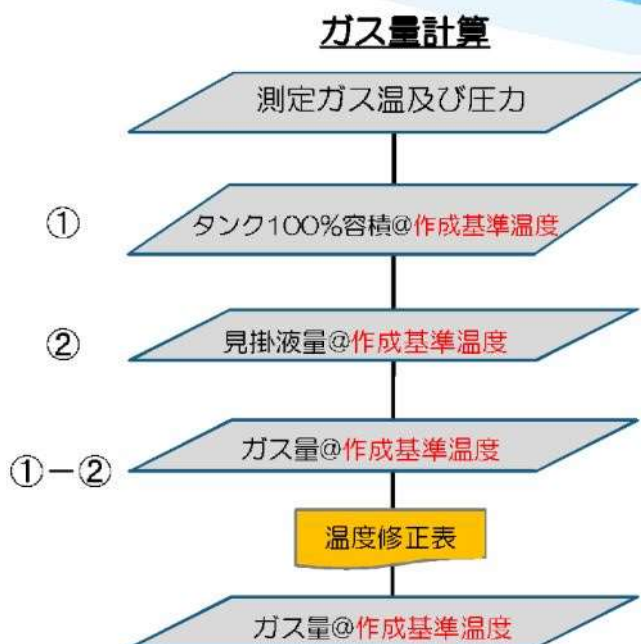 ガス量計算
測定ガス温及び圧力
① タンク100%容積@作成基準温度
② 見掛液量@作成基準温度
①-② ガス量@作成基準温度
温度修正表
ガス量@作成基準温度